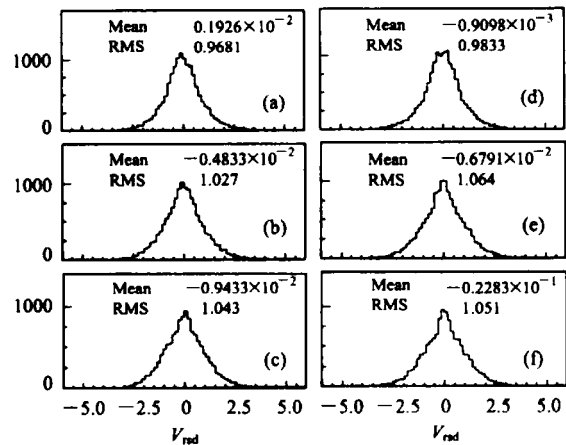 Mean 0.1926×10⁻²
RMS 0.9681
1000
(a)
0
Mean −0.9098×10⁻³
RMS 0.9833
(d)
Mean −0.4833×10⁻²
RMS 1.027
1000
(b)
0
Mean −0.6791×10⁻²
RMS 1.064
(e)
Mean −0.9433×10⁻²
RMS 1.043
1000
(c)
0
Mean −0.2283×10⁻¹
RMS 1.051
(f)
−5.0 −2.5 0 2.5 5.0
−5.0 −2.5 0 2.5 5.0
V_rad
V_rad